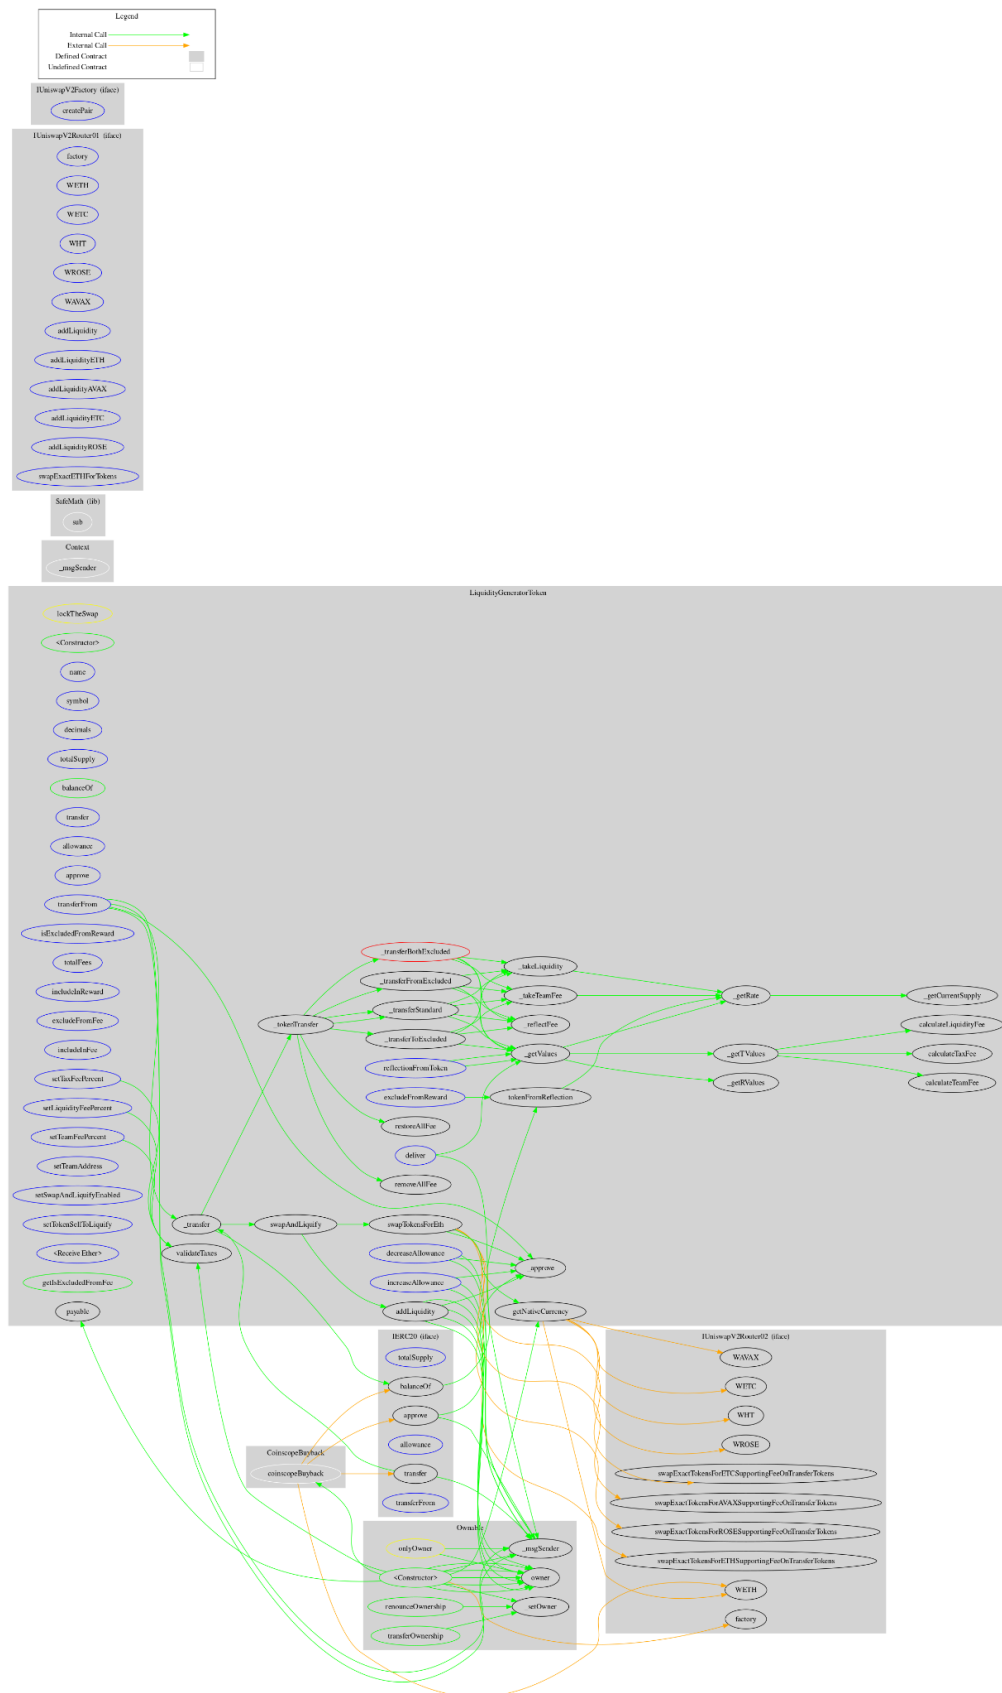 Legend
Internal Call
External Call
Defined Contract
Undefined Contract
IUniswapV2Factory (iface)
createPair
IUniswapV2Router01 (iface)
factory
WETH
WETC
WHT
WROSE
WAVAX
addLiquidity
addLiquidityETH
addLiquidityAVAX
addLiquidityETC
addLiquidityROSE
swapExactETHForTokens
SafeMath (lib)
sub
Context
_msgSender
LiquidityGeneratorToken
lockTheSwap
<Constructor>
name
symbol
decimals
totalSupply
balanceOf
transfer
allowance
approve
transferFrom
isExcludedFromReward
totalFees
includeInReward
excludeFromFee
includeInFee
setTaxFeePercent
setLiquidityFeePercent
setTeamFeePercent
setTeamAddress
setSwapAndLiquifyEnabled
setTokenSelfToLiquify
<Receive Ether>
getIsExcludedFromFee
payable
_transfer
validateTaxes
_tokenTransfer
swapAndLiquify
_transferBothExcluded
_transferFromExcluded
_transferStandard
_transferToExcluded
reflectionFromToken
excludeFromReward
restoreAllFee
deliver
removeAllFee
swapTokensForEth
decreaseAllowance
increaseAllowance
addLiquidity
_takeLiquidity
_takeTeamFee
_reflectFee
_getValues
tokenFromReflection
_approve
getNativeCurrency
_getRate
_getTValues
_getRValues
_getCurrentSupply
calculateLiquidityFee
calculateTaxFee
calculateTeamFee
IERC20 (iface)
totalSupply
balanceOf
approve
allowance
transfer
transferFrom
CoinscopeBuyback
coinscopeBuyback
Ownable
onlyOwner
<Constructor>
renounceOwnership
transferOwnership
_msgSender
owner
_setOwner
IUniswapV2Router02 (iface)
WAVAX
WETC
WHT
WROSE
swapExactTokensForETCSupportingFeeOnTransferTokens
swapExactTokensForAVAXSupportingFeeOnTransferTokens
swapExactTokensForROSESupportingFeeOnTransferTokens
swapExactTokensForETHSupportingFeeOnTransferTokens
WETH
factory